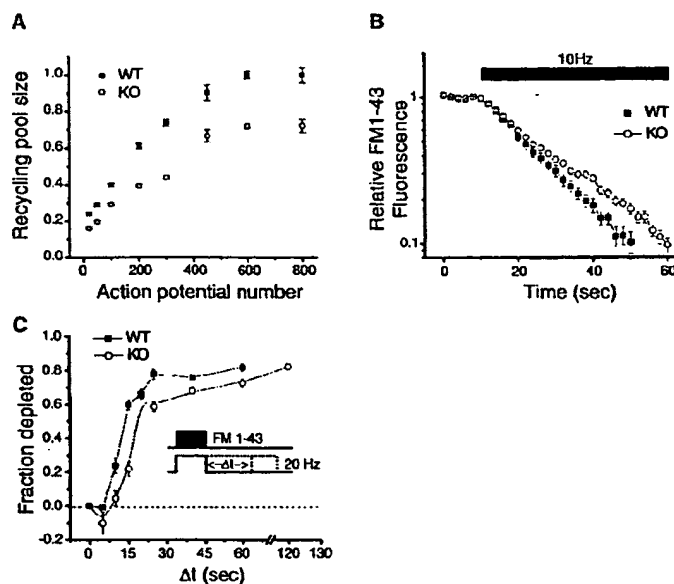 A
WT
KO
Recycling pool size
1.0
0.8
0.6
0.4
0.2
0.0
0 200 400 600 800
Action potential number
B
10Hz
WT
KO
Relative FM1-43
Fluorescence
1
0.1
0 20 40 60
Time (sec)
C
WT
KO
Fraction depleted
1.0
0.8
0.6
0.4
0.2
0.0
-0.2
FM 1-43
<-Δt-> 20 Hz
0 15 30 45 60 120 130
Δt (sec)